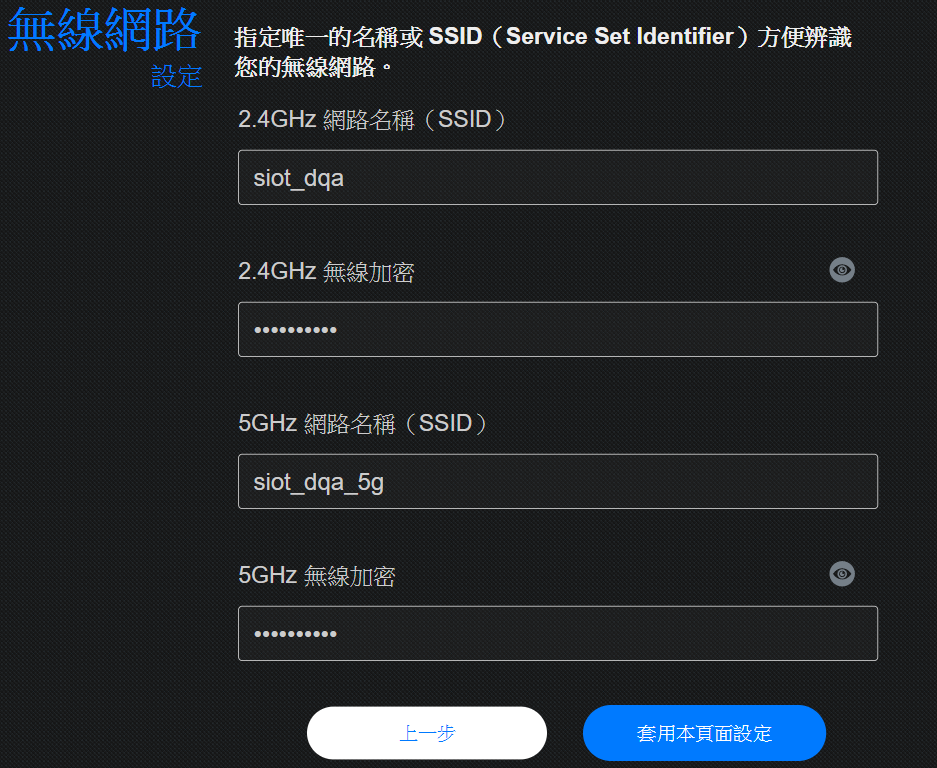 無線網路
設定
指定唯一的名稱或 SSID（Service Set Identifier）方便辨識
您的無線網路。
2.4GHz 網路名稱（SSID）
siot_dqa
2.4GHz 無線加密
••••••••••
5GHz 網路名稱（SSID）
siot_dqa_5g
5GHz 無線加密
••••••••••
上一步
套用本頁面設定